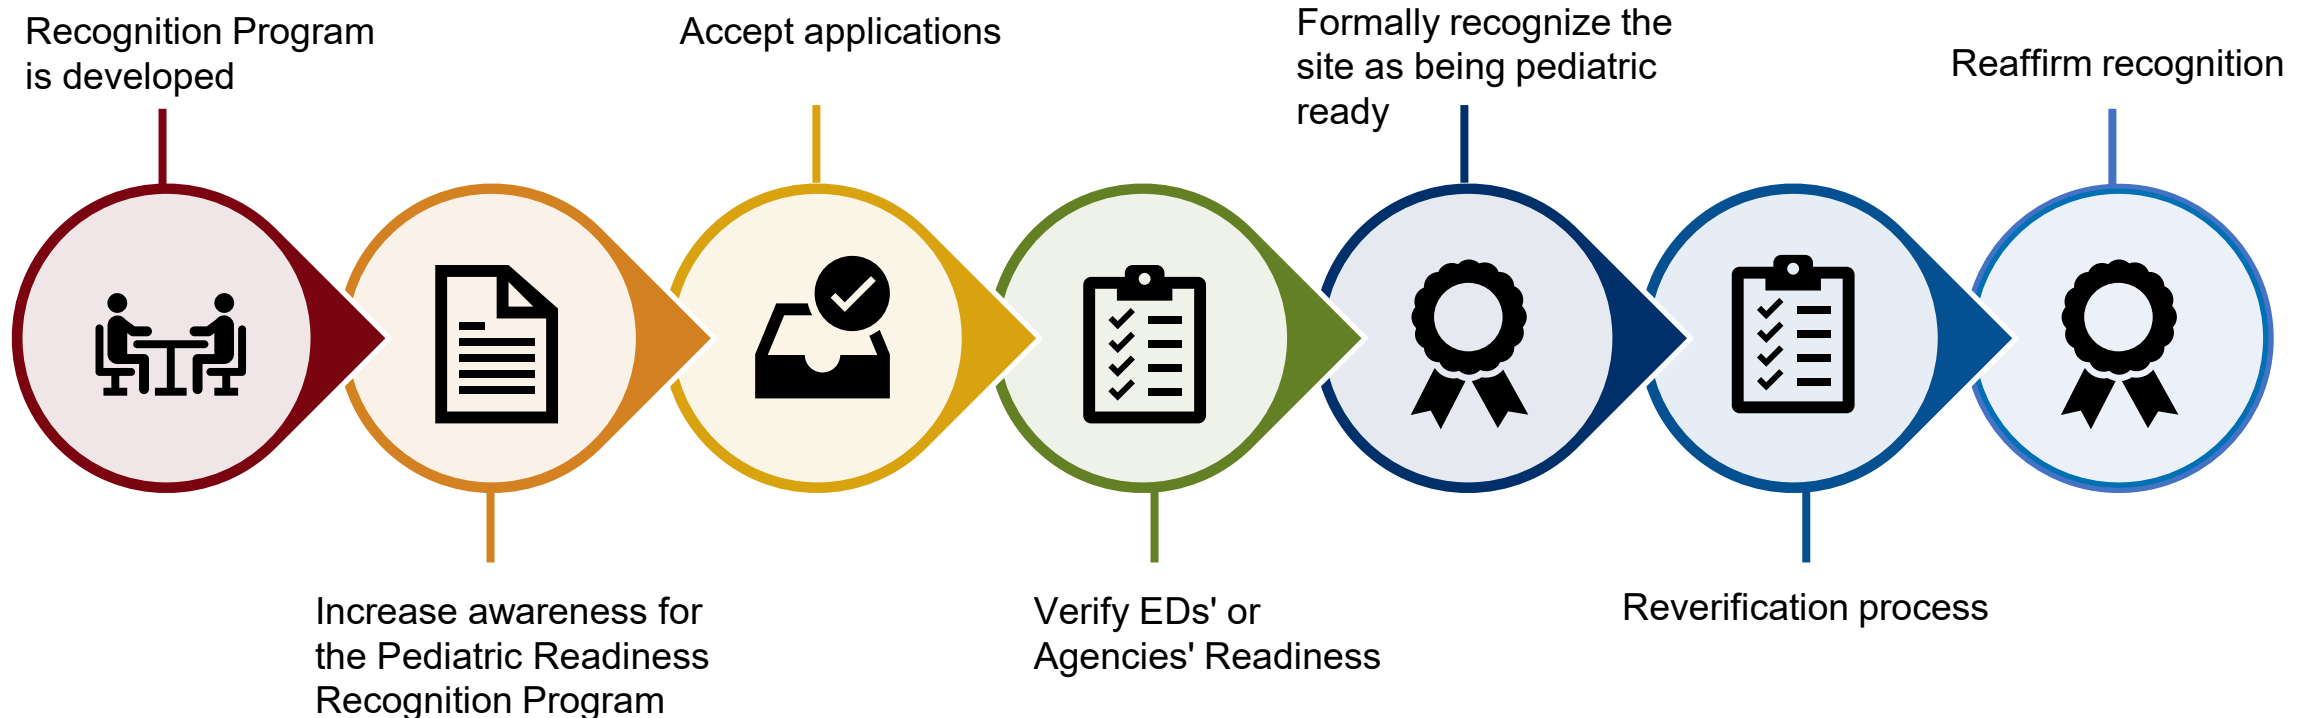 Recognition Program
is developed
Increase awareness for
the Pediatric Readiness
Recognition Program
Accept applications
Verify EDs' or
Agencies' Readiness
Formally recognize the
site as being pediatric
ready
Reverification process
Reaffirm recognition